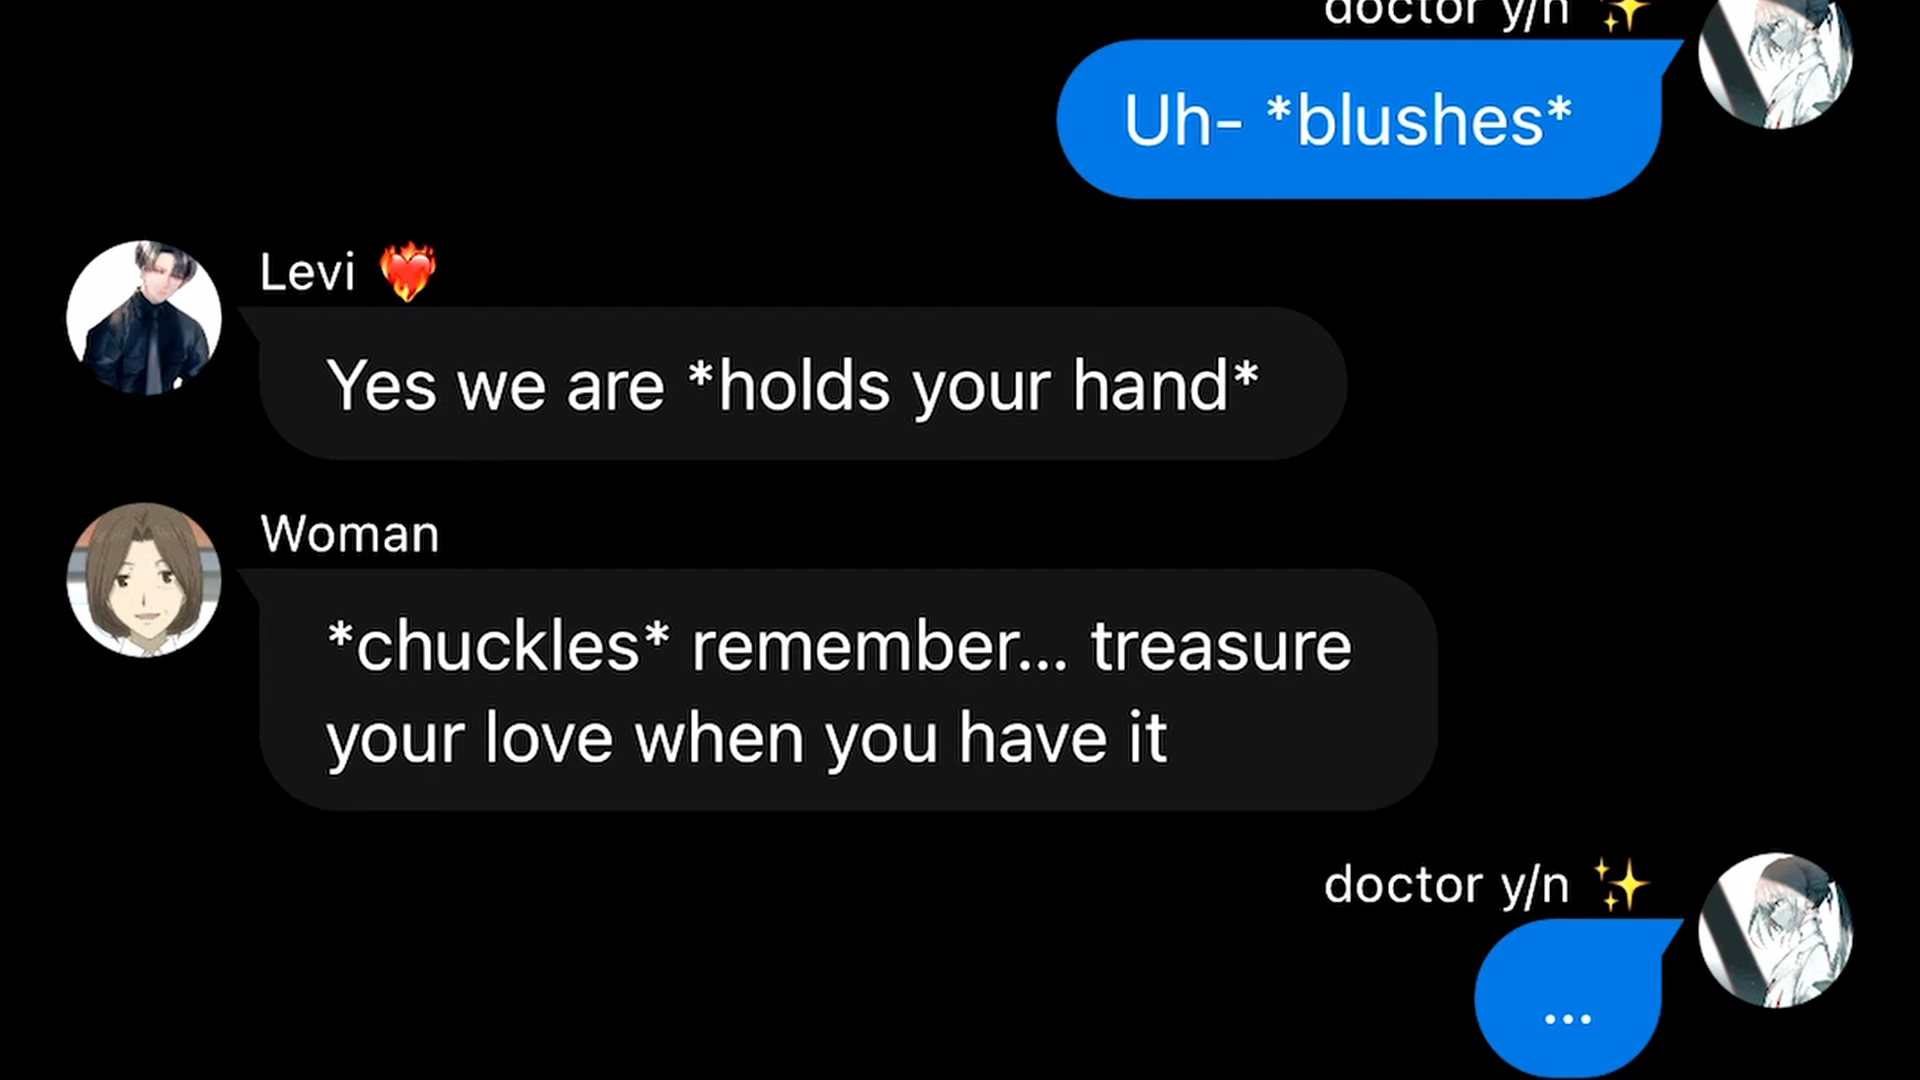 doctor y/n ✨
Uh- *blushes*
Levi ❤️‍🔥
Yes we are *holds your hand*
Woman
*chuckles* remember... treasure
your love when you have it
doctor y/n ✨
...